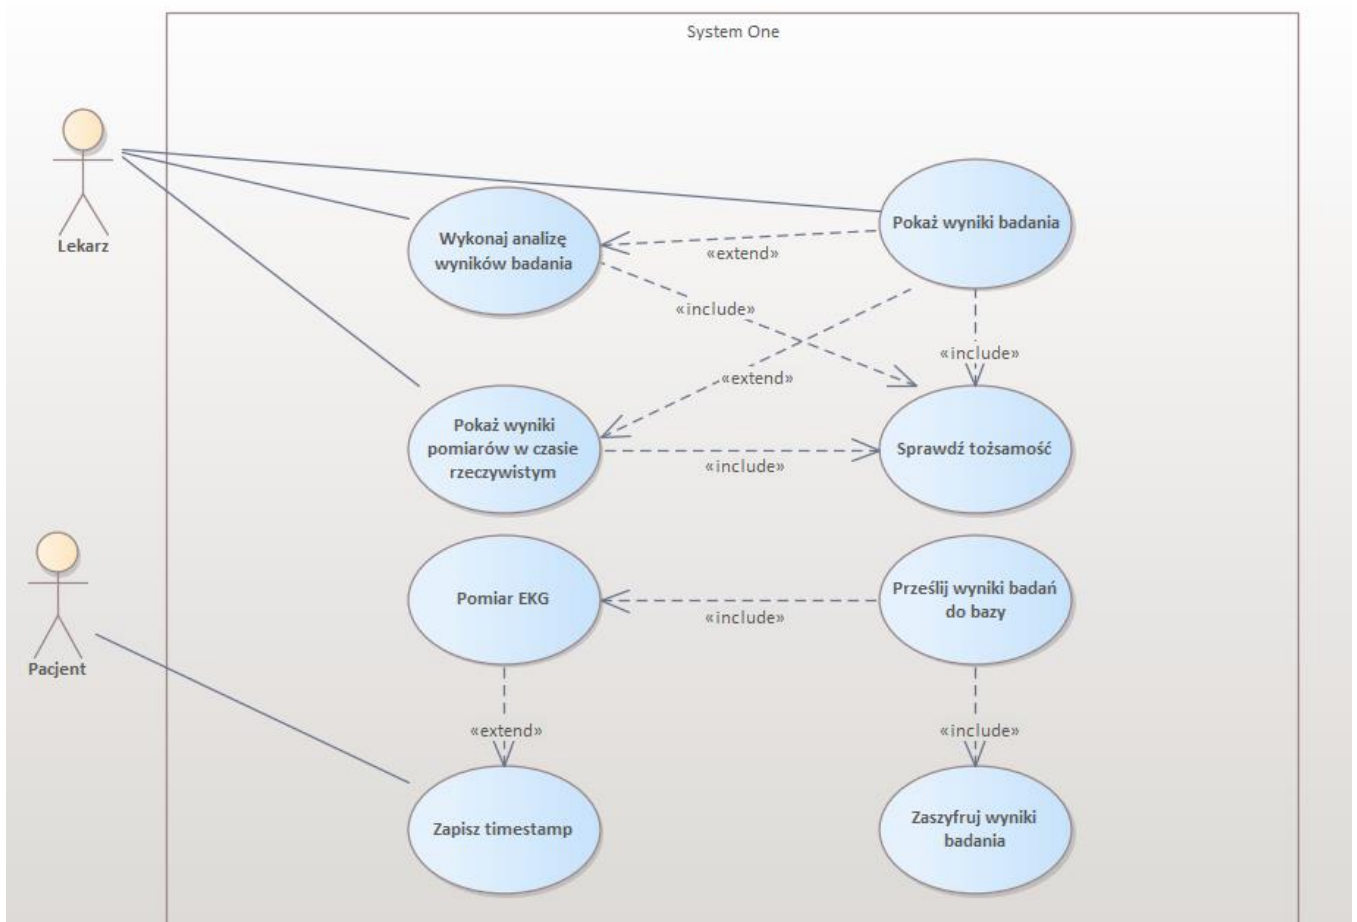 System One
Lekarz
Wykonaj analizę
wyników badania
«extend»
Pokaż wyniki badania
«include»
«include»
«extend»
Pokaż wyniki
pomiarów w czasie
rzeczywistym
«include»
Sprawdź tożsamość
Pacjent
Pomiar EKG
«include»
Prześlij wyniki badań
do bazy
«extend»
«include»
Zapisz timestamp
Zaszyfruj wyniki
badania